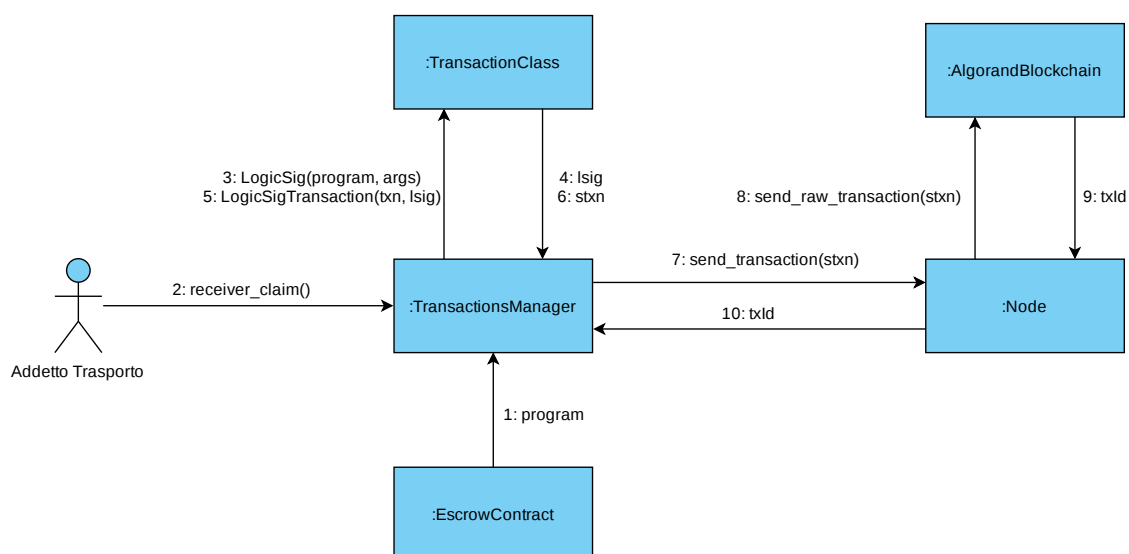 :TransactionClass
:AlgorandBlockchain
3: LogicSig(program, args)
5: LogicSigTransaction(txn, lsig)
4: lsig
6: stxn
8: send_raw_transaction(stxn)
9: txId
2: receiver_claim()
:TransactionsManager
7: send_transaction(stxn)
10: txId
:Node
Addetto Trasporto
1: program
:EscrowContract